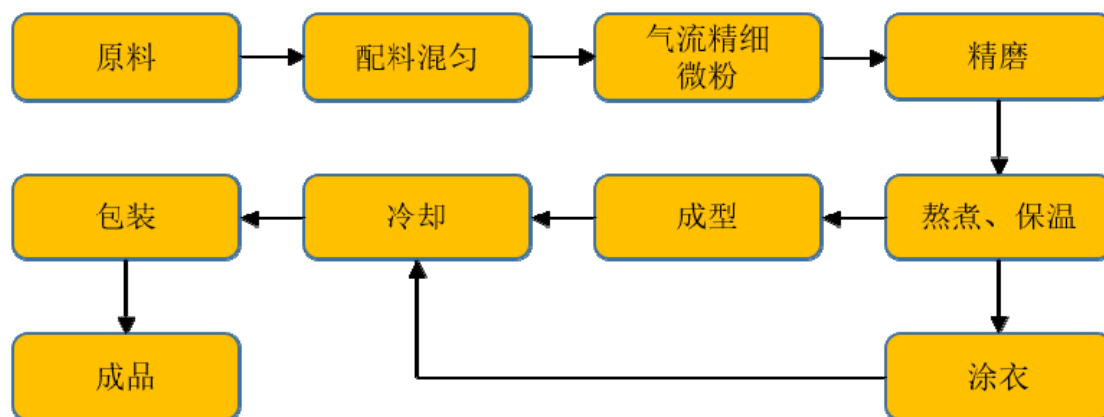 原料
配料混匀
气流精细
微粉
精磨
包装
冷却
成型
熬煮、保温
成品
涂衣